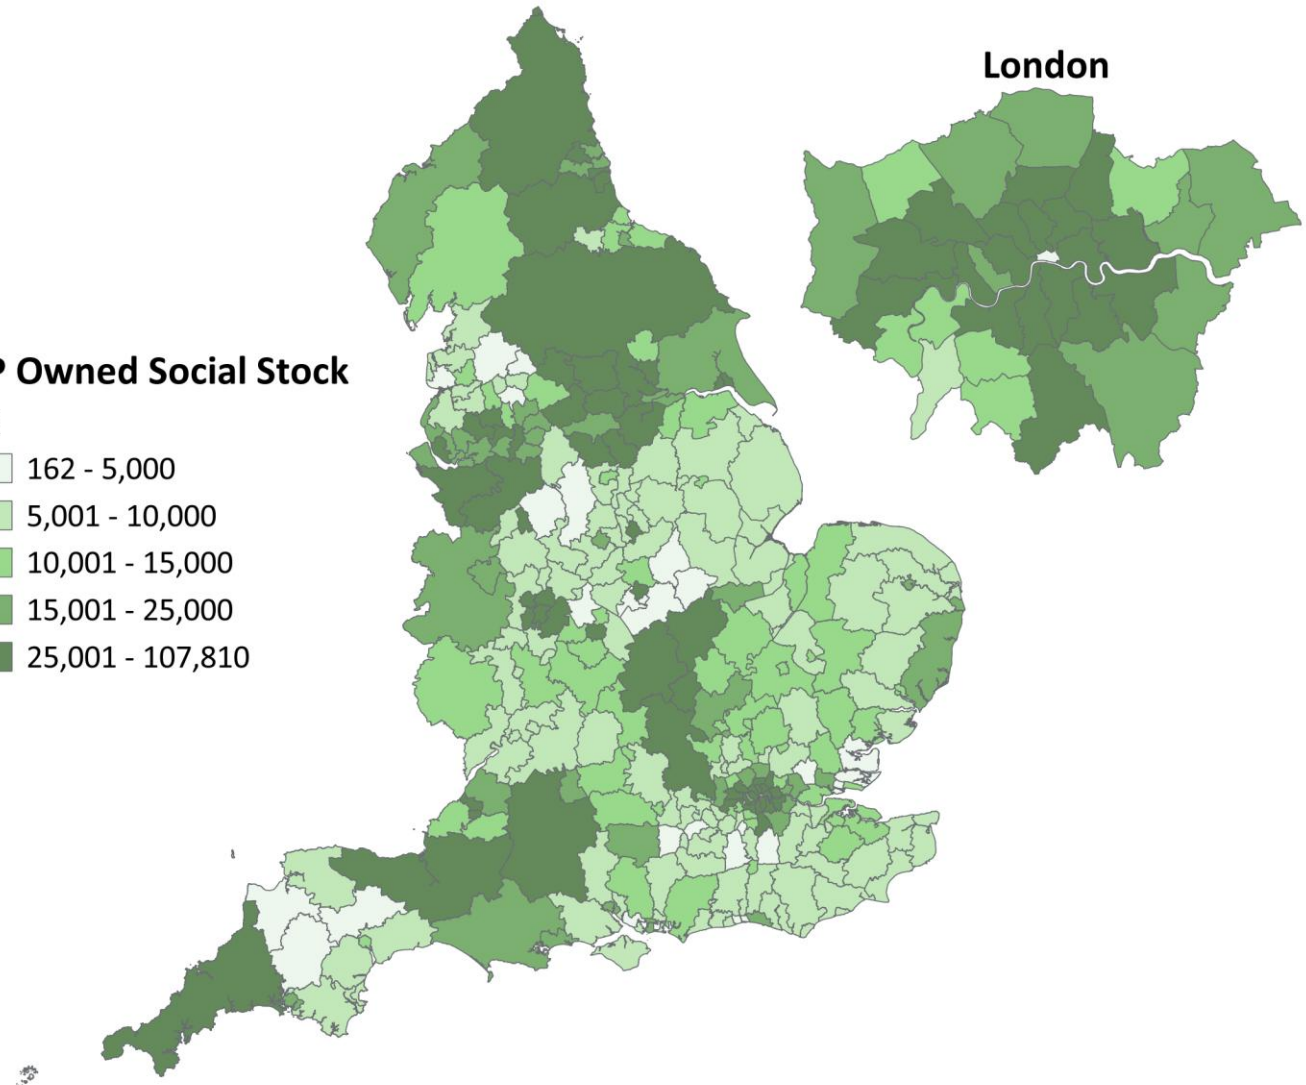 London
P Owned Social Stock
162 - 5,000
5,001 - 10,000
10,001 - 15,000
15,001 - 25,000
25,001 - 107,810